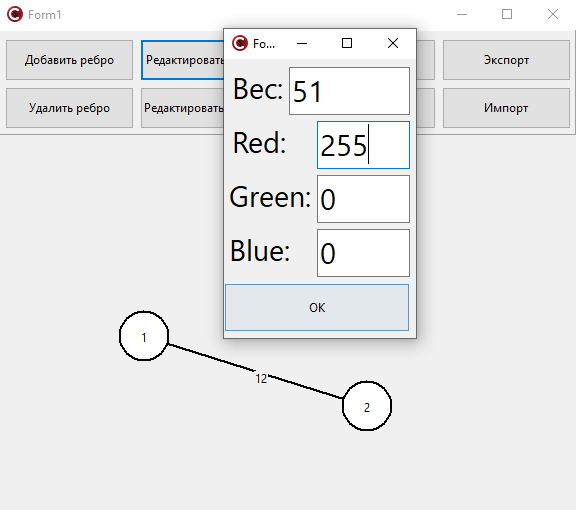 Form1
Fo...
Добавить ребро
Редактировать
Экспорт
Удалить ребро
Редактировать
Импорт
Вес: 51
Red: 255
Green: 0
Blue: 0
OK
1
12
2